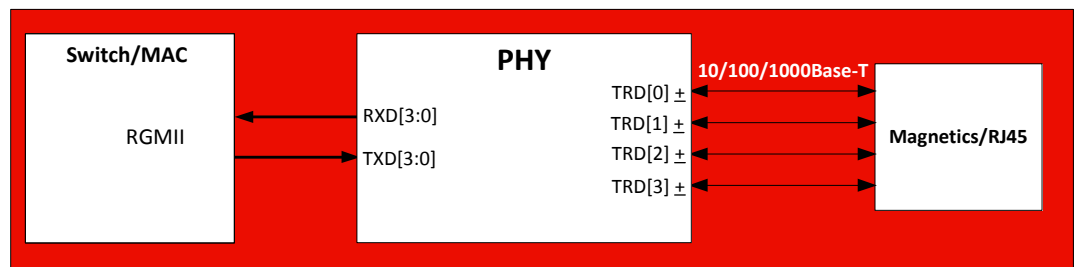 Switch/MAC
RGMII
PHY
RXD[3:0]
TXD[3:0]
TRD[0] ±
TRD[1] ±
TRD[2] ±
TRD[3] ±
10/100/1000Base-T
Magnetics/RJ45